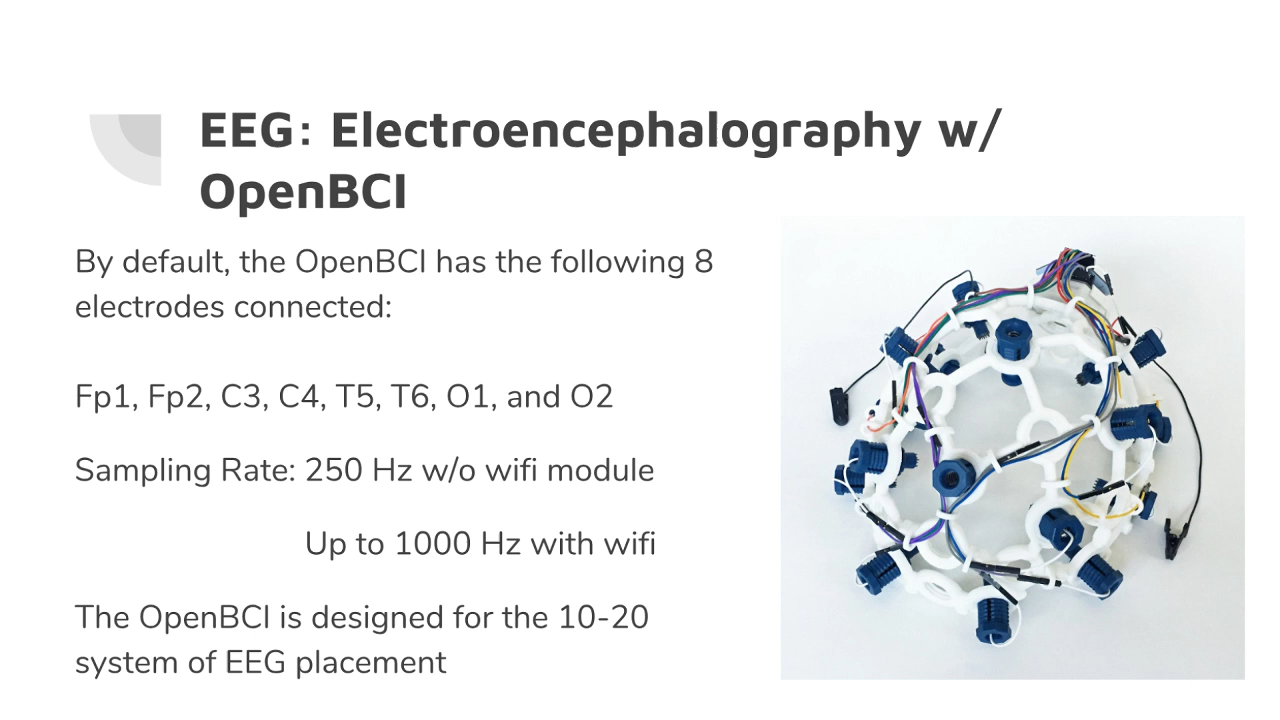 EEG: Electroencephalography w/
OpenBCI
By default, the OpenBCI has the following 8
electrodes connected:
Fp1, Fp2, C3, C4, T5, T6, O1, and O2
Sampling Rate: 250 Hz w/o wifi module
Up to 1000 Hz with wifi
The OpenBCI is designed for the 10-20
system of EEG placement